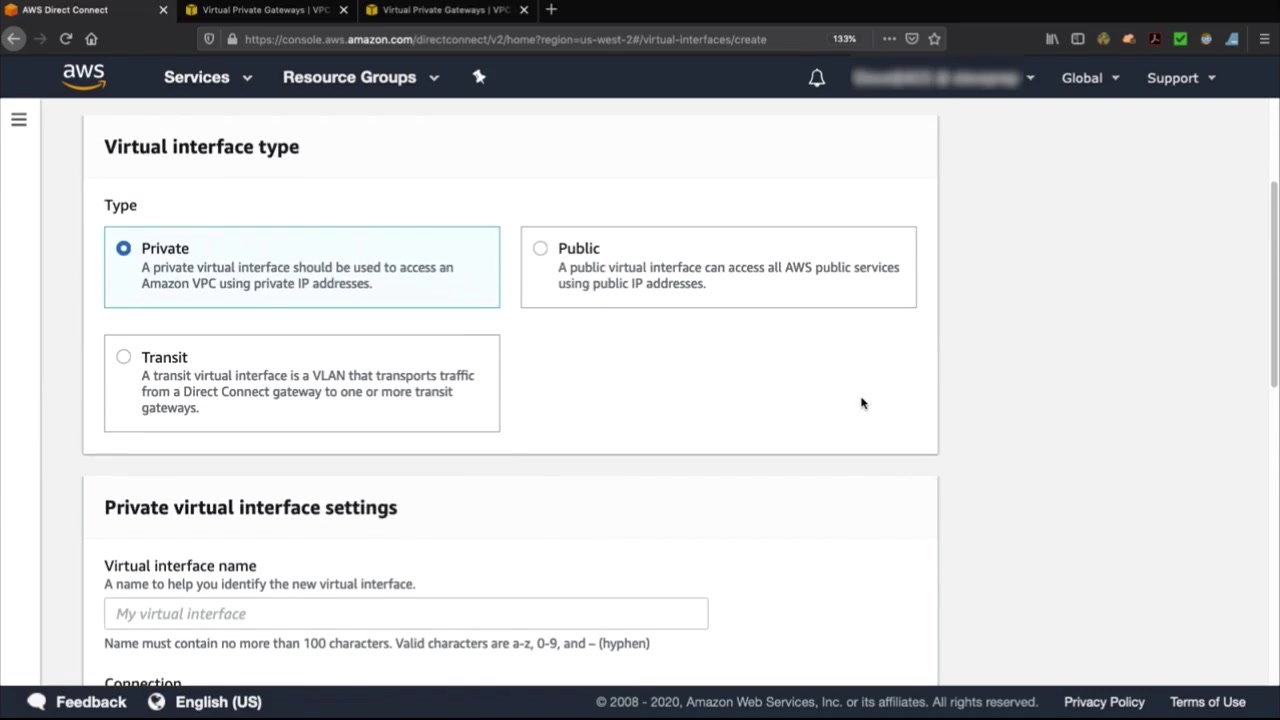 AWS Direct Connect
Virtual Private Gateways | VPC
Virtual Private Gateways | VPC
https://console.aws.amazon.com/directconnect/v2/home?region=us-west-2#/virtual-interfaces/create
133%
aws
Services
Resource Groups
Global
Support
Virtual interface type
Type
Private
A private virtual interface should be used to access an
Amazon VPC using private IP addresses.
Public
A public virtual interface can access all AWS public services
using public IP addresses.
Transit
A transit virtual interface is a VLAN that transports traffic
from a Direct Connect gateway to one or more transit
gateways.
Private virtual interface settings
Virtual interface name
A name to help you identify the new virtual interface.
My virtual interface
Name must contain no more than 100 characters. Valid characters are a-z, 0-9, and – (hyphen)
Connection
Feedback
English (US)
© 2008 - 2020, Amazon Web Services, Inc. or its affiliates. All rights reserved.
Privacy Policy
Terms of Use